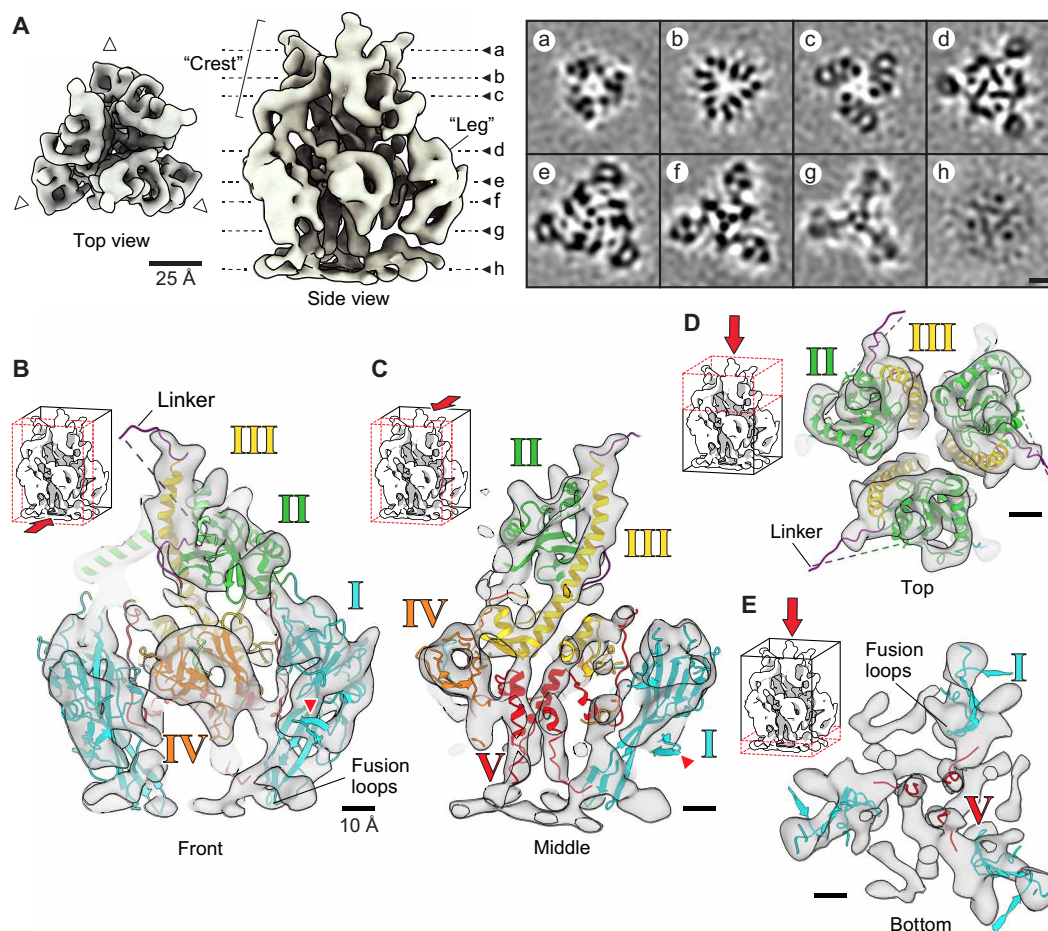 A
"Crest"
a
b
c
"Leg"
d
e
f
g
h
Top view
25 Å
Side view
a
b
c
d
e
f
g
h
B
Linker
III
II
I
IV
Fusion
loops
10 Å
Front
C
II
III
IV
V
I
Middle
D
II
III
Linker
Top
E
Fusion
loops
I
V
Bottom